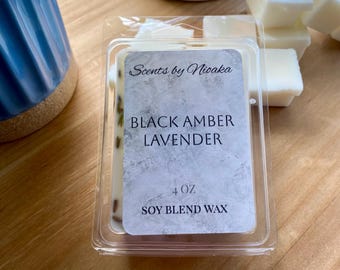 Scents by Nioaka
BLACK AMBER
LAVENDER
4 OZ
SOY BLEND WAX